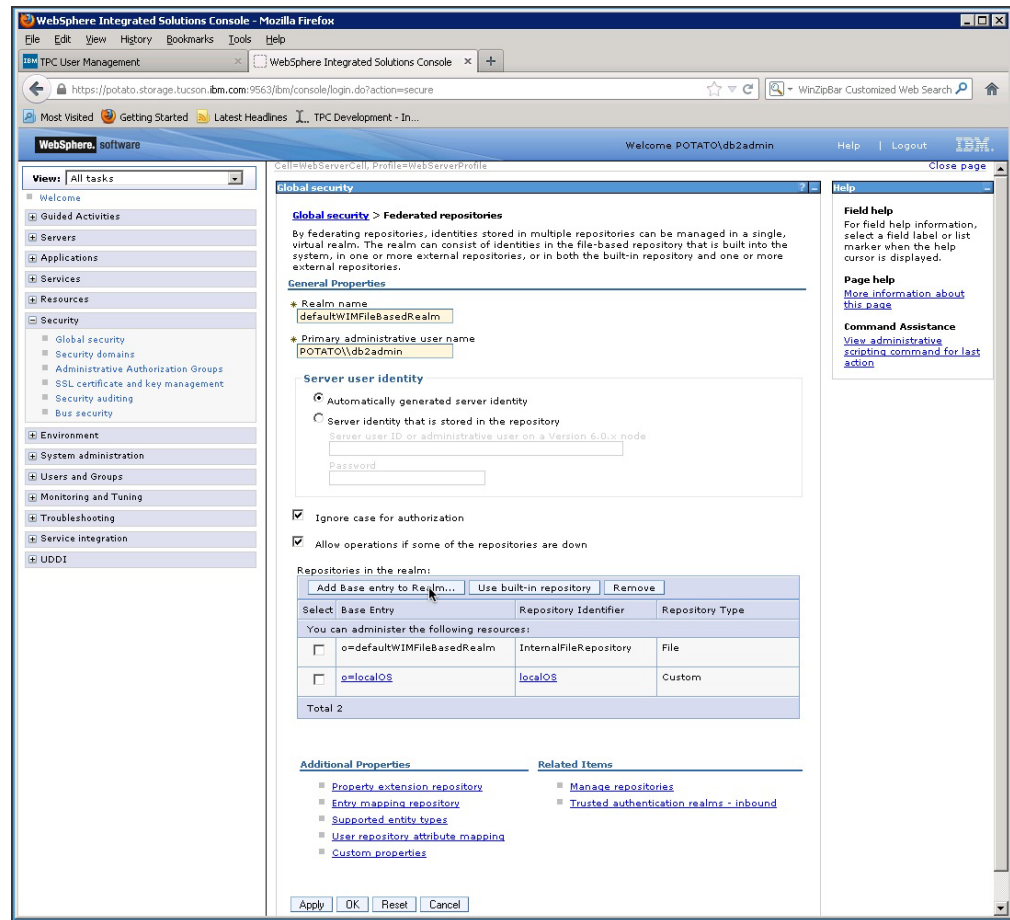 WebSphere Integrated Solutions Console - Mozilla Firefox
File Edit View History Bookmarks Tools Help
IBM TPC User Management × WebSphere Integrated Solutions Console × +
https://potato.storage.tucson.ibm.com:9563/ibm/console/login.do?action=secure WinZipBar Customized Web Search
Most Visited Getting Started Latest Headlines TPC Development - In...
WebSphere. software Welcome POTATO\db2admin Help | Logout IBM.
Cell=WebServerCell, Profile=WebServerProfile Close page
View: All tasks
Welcome
Guided Activities
Servers
Applications
Services
Resources
Security
Global security
Security domains
Administrative Authorization Groups
SSL certificate and key management
Security auditing
Bus security
Environment
System administration
Users and Groups
Monitoring and Tuning
Troubleshooting
Service integration
UDDI
Global security ? -
Global security > Federated repositories
By federating repositories, identities stored in multiple repositories can be managed in a single,
virtual realm. The realm can consist of identities in the file-based repository that is built into the
system, in one or more external repositories, or in both the built-in repository and one or more
external repositories.
General Properties
* Realm name
defaultWIMFileBasedRealm
* Primary administrative user name
POTATO\\db2admin
Server user identity
Automatically generated server identity
Server identity that is stored in the repository
Server user ID or administrative user on a Version 6.0.x node
Password
Ignore case for authorization
Allow operations if some of the repositories are down
Repositories in the realm:
Add Base entry to Realm... Use built-in repository Remove
Select Base Entry Repository Identifier Repository Type
You can administer the following resources:
o=defaultWIMFileBasedRealm InternalFileRepository File
o=localOS localOS Custom
Total 2
Additional Properties
Property extension repository
Entry mapping repository
Supported entity types
User repository attribute mapping
Custom properties
Related Items
Manage repositories
Trusted authentication realms - inbound
Apply OK Reset Cancel
Help -
Field help
For field help information,
select a field label or list
marker when the help
cursor is displayed.
Page help
More information about
this page
Command Assistance
View administrative
scripting command for last
action